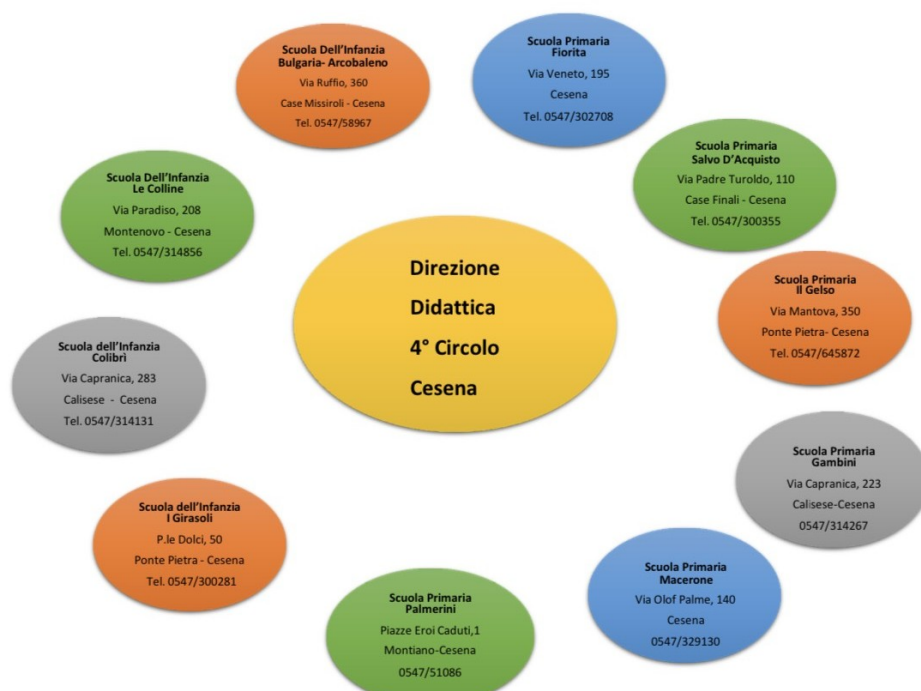 Scuola Dell'Infanzia
Bulgaria- Arcobaleno
Via Ruffio, 360
Case Missiroli - Cesena
Tel. 0547/58967
Scuola Primaria
Fiorita
Via Veneto, 195
Cesena
Tel. 0547/302708
Scuola Primaria
Salvo D'Acquisto
Via Padre Turoldo, 110
Case Finali - Cesena
Tel. 0547/300355
Scuola Primaria
Il Gelso
Via Mantova, 350
Ponte Pietra- Cesena
Tel. 0547/645872
Scuola Primaria
Gambini
Via Capranica, 223
Calisese-Cesena
0547/314267
Scuola Primaria
Macerone
Via Olof Palme, 140
Cesena
0547/329130
Scuola Primaria
Palmerini
Piazze Eroi Caduti,1
Montiano-Cesena
0547/51086
Scuola dell'Infanzia
I Girasoli
P.le Dolci, 50
Ponte Pietra - Cesena
Tel. 0547/300281
Scuola dell'Infanzia
Colibrì
Via Capranica, 283
Calisese - Cesena
Tel. 0547/314131
Scuola Dell'Infanzia
Le Colline
Via Paradiso, 208
Montenovo - Cesena
Tel. 0547/314856
Direzione
Didattica
4° Circolo
Cesena